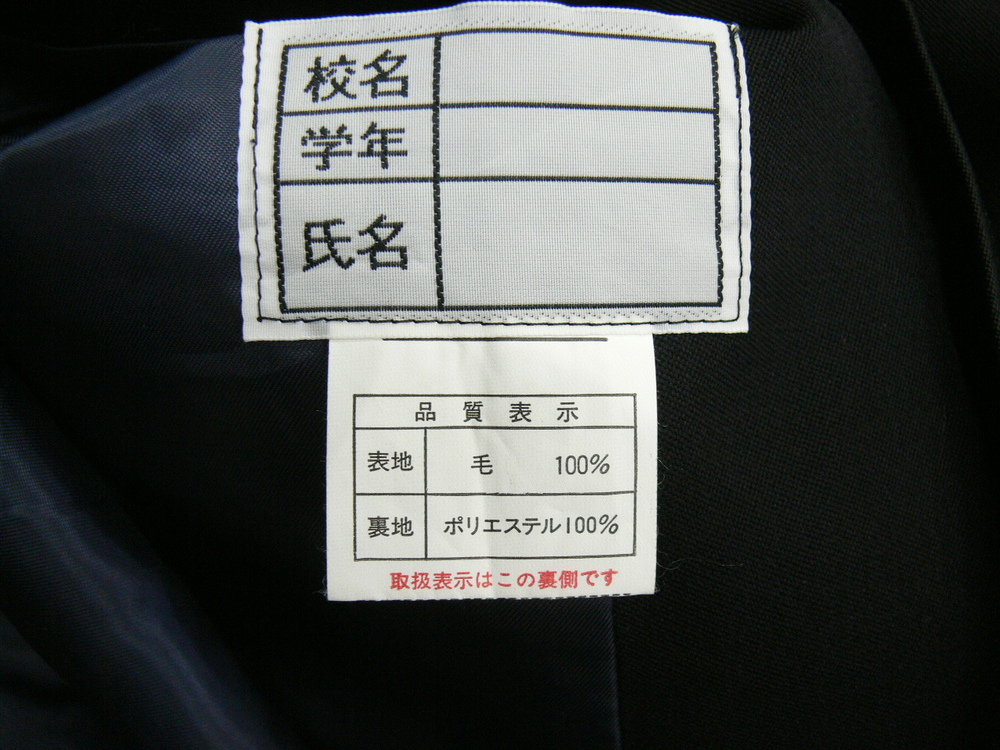 校名
学年
氏名
品質表示
表地 毛 100%
裏地 ポリエステル100%
取扱表示はこの裏側です